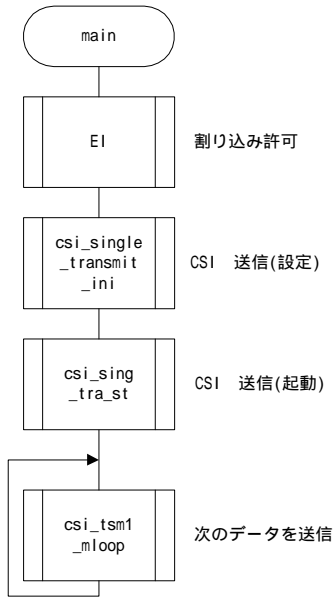 main
EI
割り込み許可
csi_single
_transmit
_ini
CSI　送信(設定)
csi_sing
_tra_st
CSI　送信(起動)
csi_tsm1
_mloop
次のデータを送信